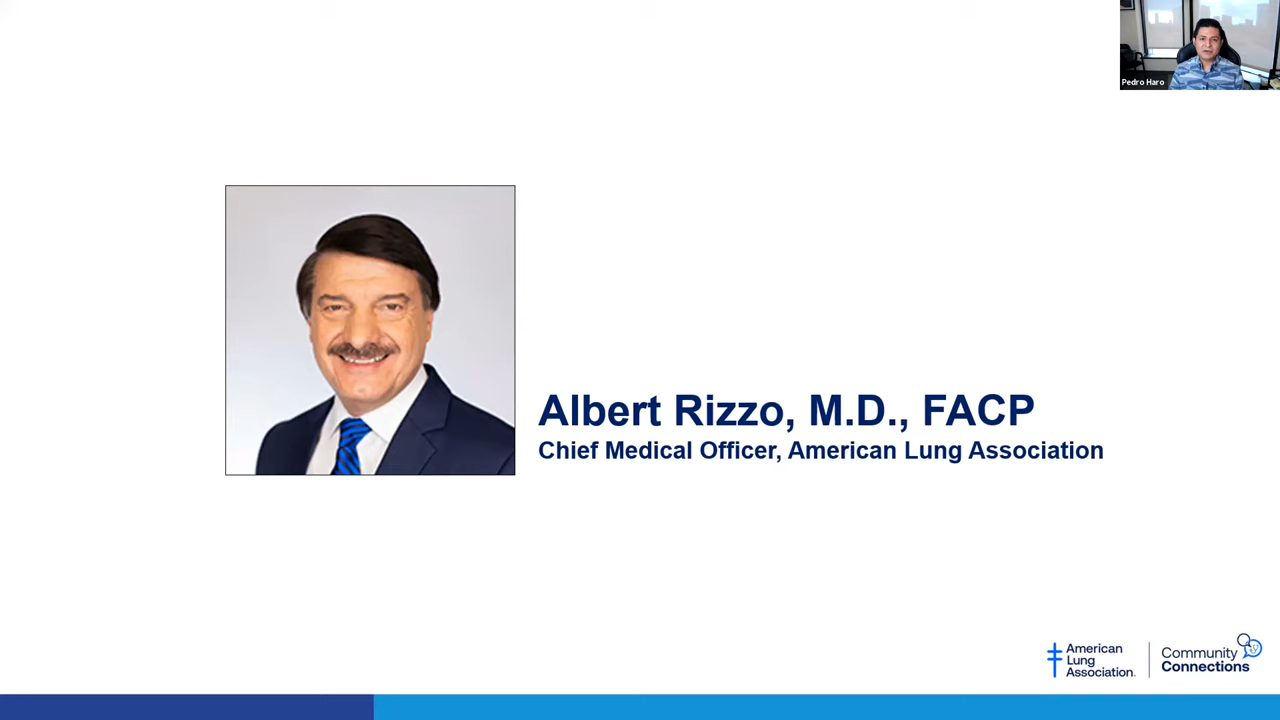 Pedro Haro
Albert Rizzo, M.D., FACP
Chief Medical Officer, American Lung Association
American
Lung
Association.
Community
Connections